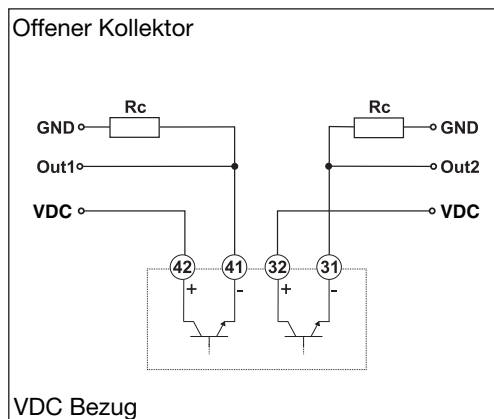 Offener Kollektor
Rc Rc
GND GND
Out1 Out2
VDC VDC
42 41 32 31
+ - + -
VDC Bezug